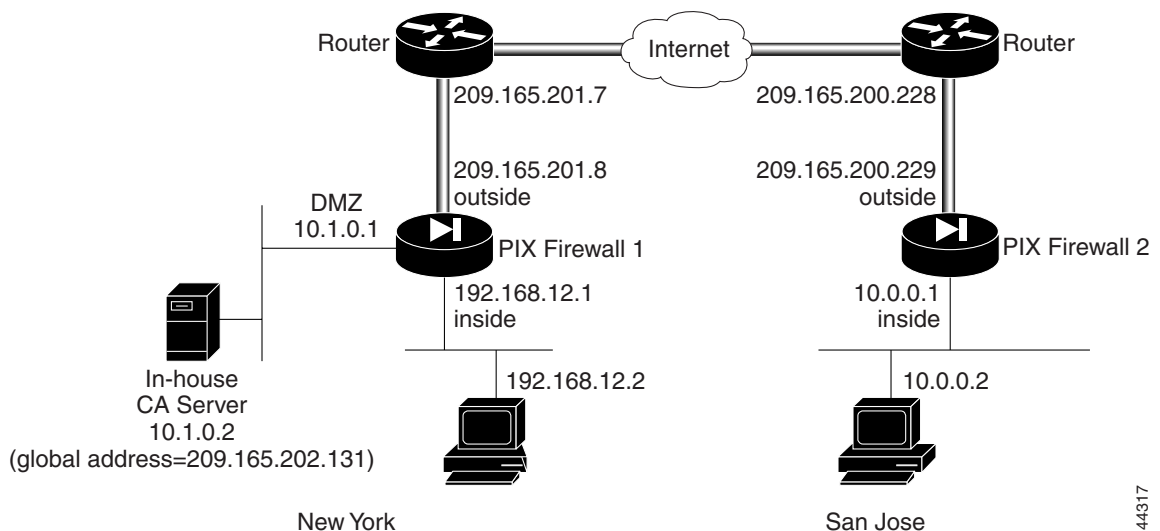 Router
Internet
Router
209.165.201.7
209.165.200.228
209.165.201.8
outside
209.165.200.229
outside
DMZ
10.1.0.1
PIX Firewall 1
PIX Firewall 2
192.168.12.1
inside
10.0.0.1
inside
192.168.12.2
10.0.0.2
In-house
CA Server
10.1.0.2
(global address=209.165.202.131)
New York
San Jose
44317